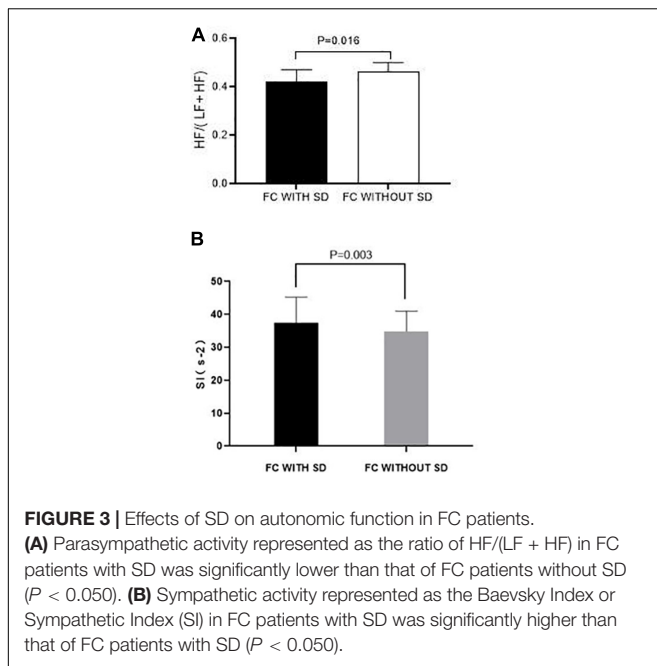 A
P=0.016
HF/( LF+ HF)
0.6
0.4
0.2
0.0
FC WITH SD FC WITHOUT SD
B
P=0.003
SI( s-2)
50
40
30
20
10
0
FC WITH SD FC WITHOUT SD
FIGURE 3 | Effects of SD on autonomic function in FC patients.
(A) Parasympathetic activity represented as the ratio of HF/(LF + HF) in FC
patients with SD was significantly lower than that of FC patients without SD
(P < 0.050). (B) Sympathetic activity represented as the Baevsky Index or
Sympathetic Index (SI) in FC patients with SD was significantly higher than
that of FC patients with SD (P < 0.050).